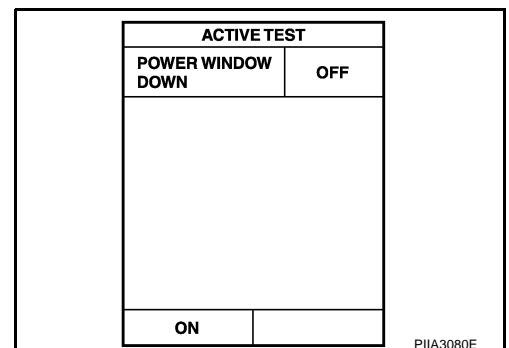 ACTIVE TEST
POWER WINDOW
DOWN
OFF
ON
PIIA3080E